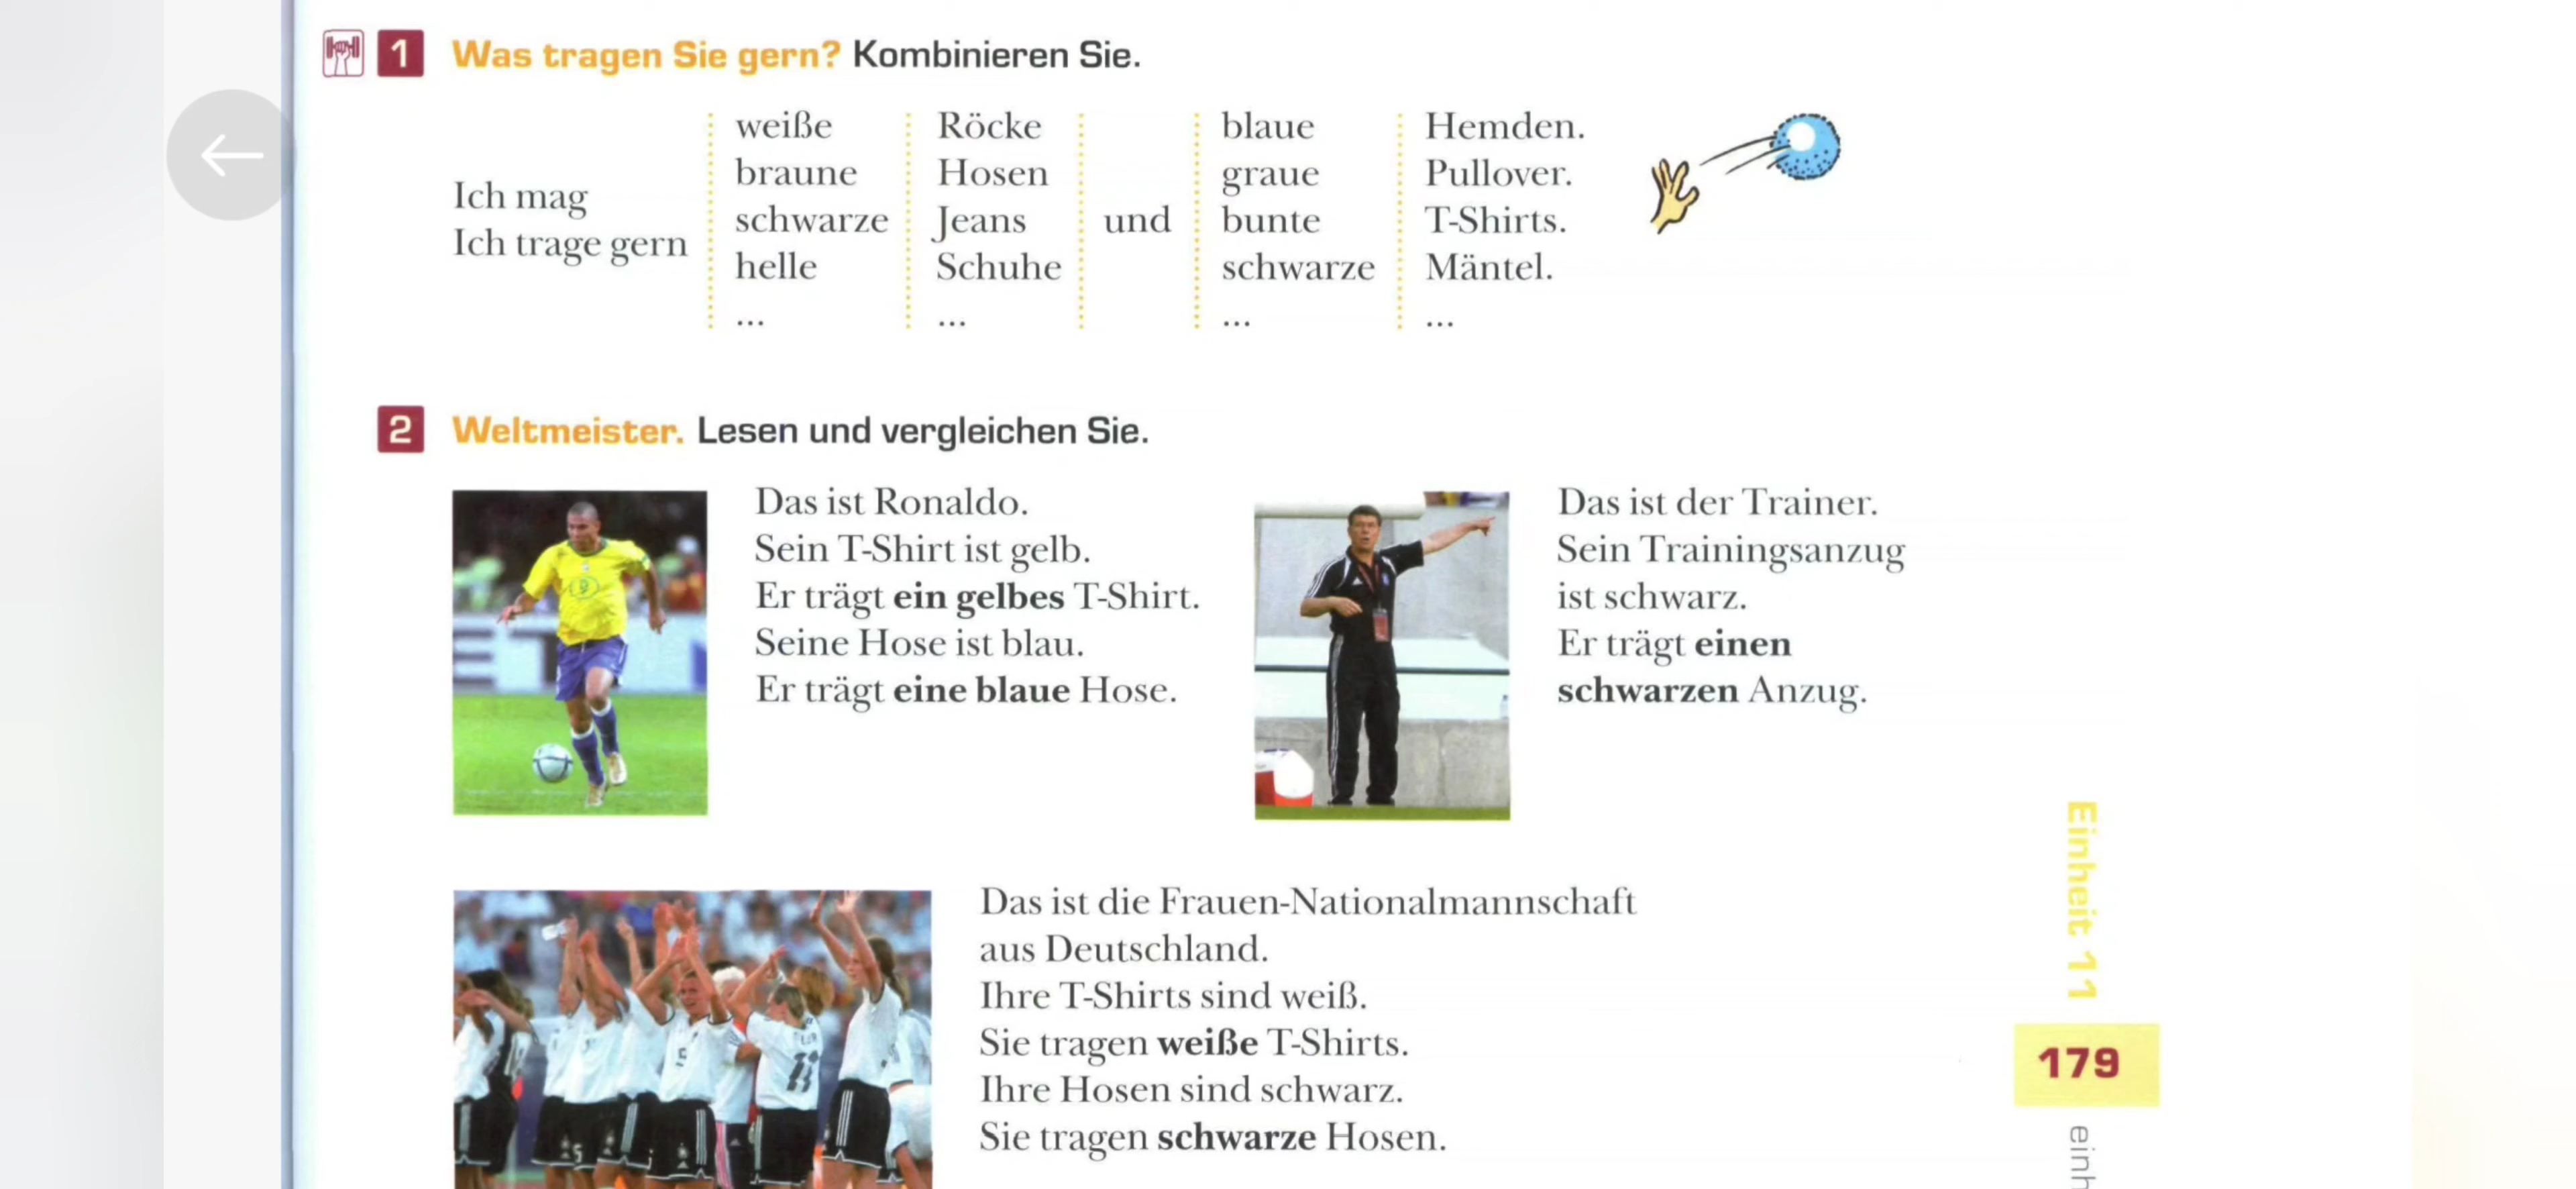 1 Was tragen Sie gern? Kombinieren Sie.
Ich mag
Ich trage gern
weiße
braune
schwarze
helle
...
Röcke
Hosen
Jeans
Schuhe
...
und
blaue
graue
bunte
schwarze
...
Hemden.
Pullover.
T-Shirts.
Mäntel.
...
2 Weltmeister. Lesen und vergleichen Sie.
Das ist Ronaldo.
Sein T-Shirt ist gelb.
Er trägt ein gelbes T-Shirt.
Seine Hose ist blau.
Er trägt eine blaue Hose.
Das ist der Trainer.
Sein Trainingsanzug
ist schwarz.
Er trägt einen
schwarzen Anzug.
Das ist die Frauen-Nationalmannschaft
aus Deutschland.
Ihre T-Shirts sind weiß.
Sie tragen weiße T-Shirts.
Ihre Hosen sind schwarz.
Sie tragen schwarze Hosen.
Einheit 11
179